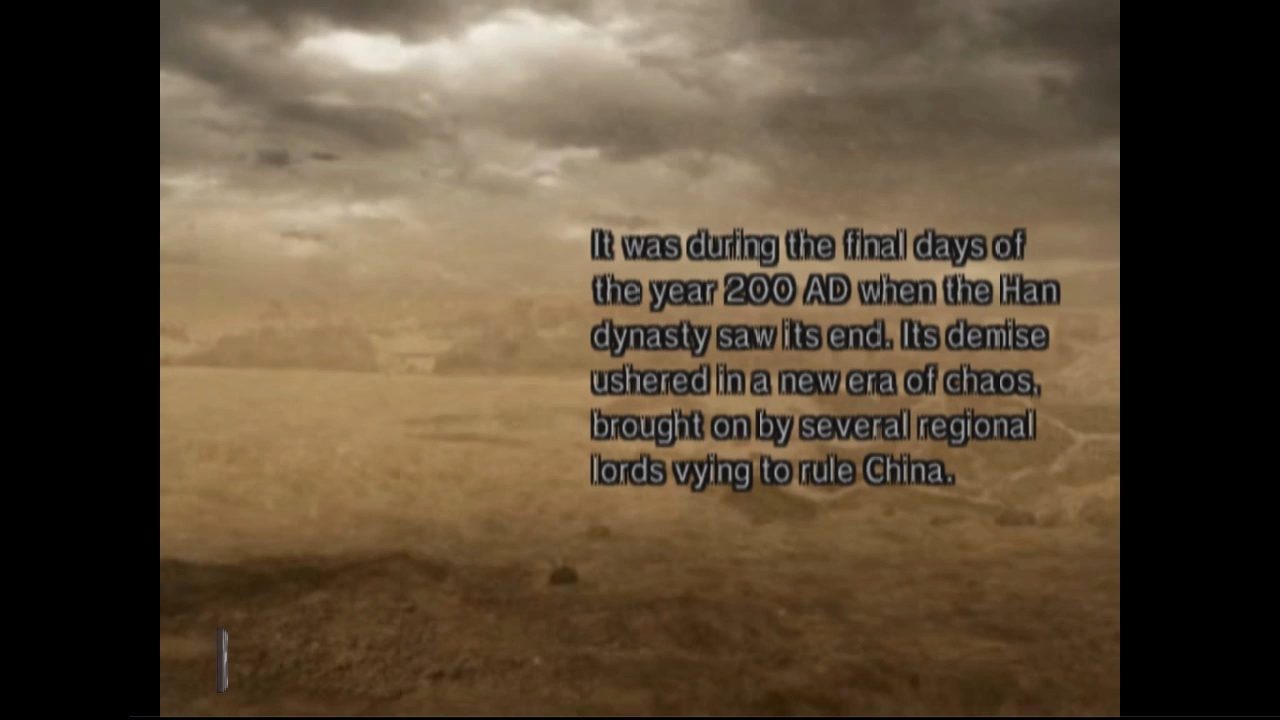 It was during the final days of
the year 200 AD when the Han
dynasty saw its end. Its demise
ushered in a new era of chaos,
brought on by several regional
lords vying to rule China.